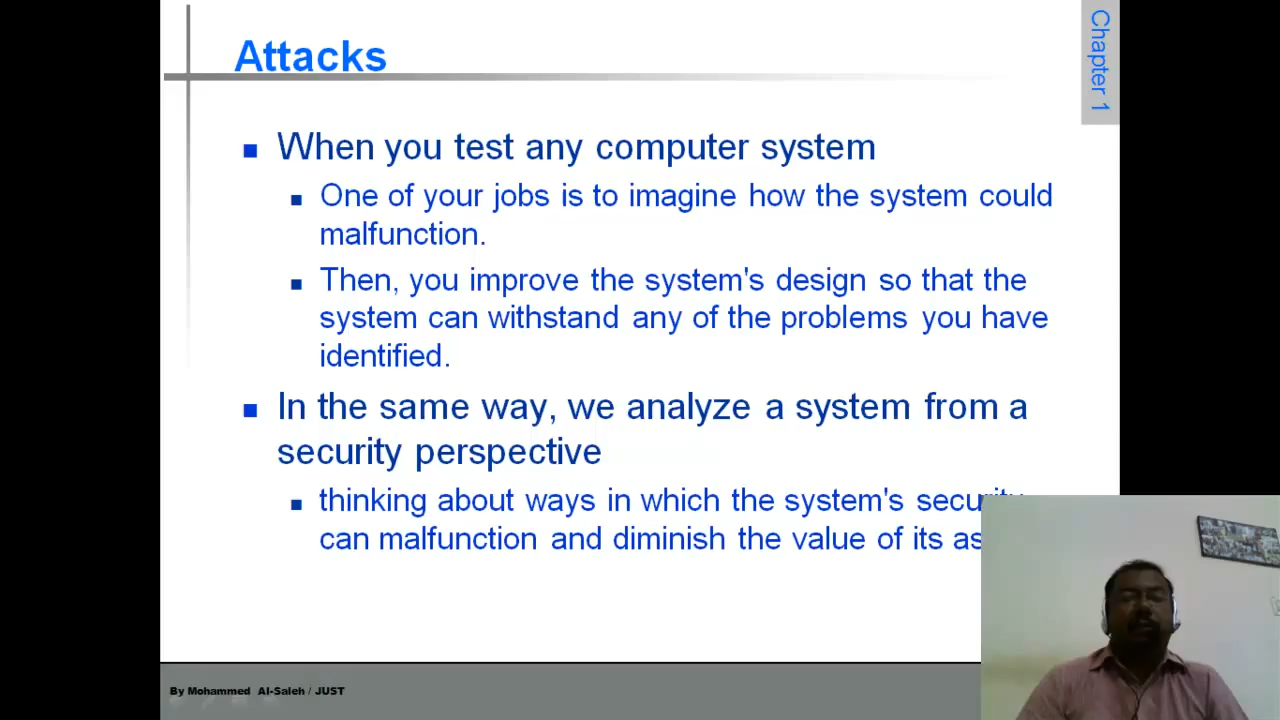 Attacks
Chapter 1
When you test any computer system
One of your jobs is to imagine how the system could
malfunction.
Then, you improve the system's design so that the
system can withstand any of the problems you have
identified.
In the same way, we analyze a system from a
security perspective
thinking about ways in which the system's security
can malfunction and diminish the value of its
By Mohammed Al-Saleh / JUST